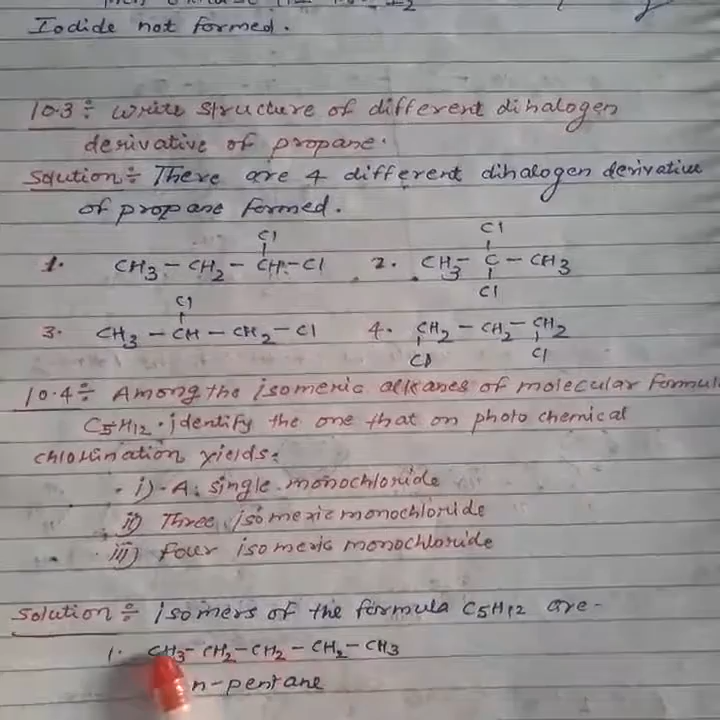 Iodide not formed.
10.3 ÷ Write structure of different dihalogen
derivative of propane.
Solution ÷ There are 4 different dihalogen derivative
of propane formed.
Cl Cl
1. CH3 - CH2 - CH - Cl 2. CH3 - C - CH3
Cl Cl
3. CH3 - CH - CH2 - Cl 4. CH2 - CH2 - CH2
Cl Cl
10.4 ÷ Among the isomeric alkanes of molecular formula
C5H12. identify the one that on photo chemical
chlorination yields:
i) A single monochloride
ii) Three isomeric monochloride
iii) Four isomeric monochloride
Solution ÷ isomers of the formula C5H12 are -
1. CH3 - CH2 - CH2 - CH2 - CH3
n-pentane